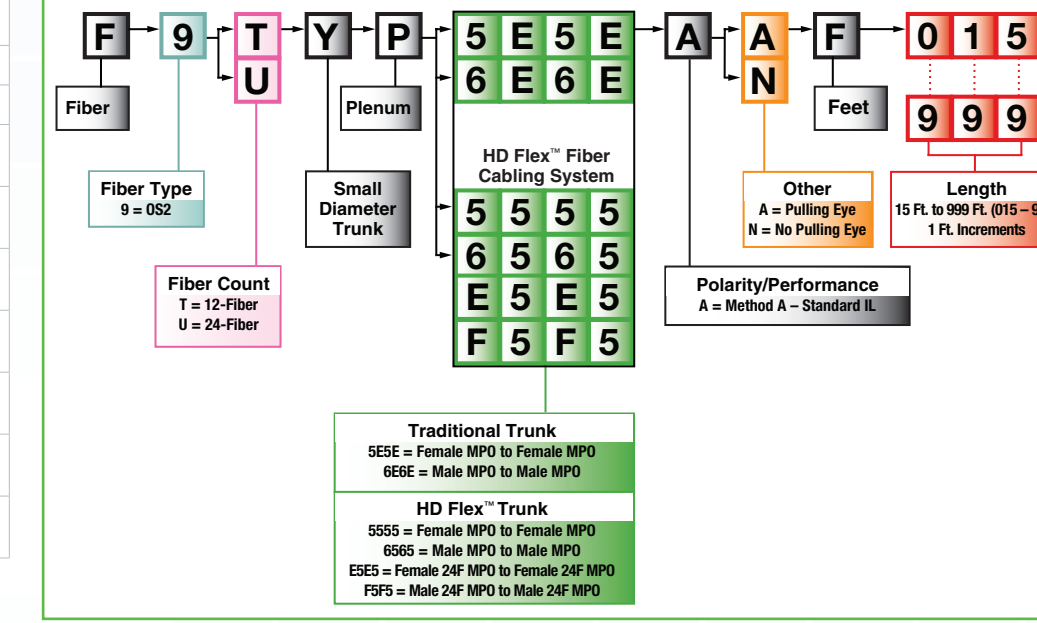 F 9 T Y P 5 E 5 E A A F 0 1 5
U 6 E 6 E N
Fiber
Plenum
Feet
9 9 9
HD Flex™ Fiber
Cabling System
Fiber Type
9 = OS2
Small
Diameter
Trunk
5 5 5 5
6 5 6 5
E 5 E 5
F 5 F 5
Other
A = Pulling Eye
N = No Pulling Eye
Length
15 Ft. to 999 Ft. (015 – 9
1 Ft. Increments
Fiber Count
T = 12-Fiber
U = 24-Fiber
Polarity/Performance
A = Method A – Standard IL
Traditional Trunk
5E5E = Female MPO to Female MPO
6E6E = Male MPO to Male MPO
HD Flex™ Trunk
5555 = Female MPO to Female MPO
6565 = Male MPO to Male MPO
E5E5 = Female 24F MPO to Female 24F MPO
F5F5 = Male 24F MPO to Male 24F MPO